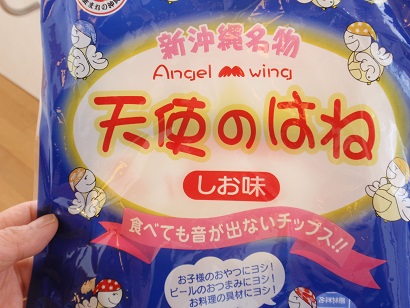 新沖縄名物
Angel wing
天使のはね
しお味
食べても音が出ないチップス!!
お子様のおやつにヨシ!
ビールのおつまみにヨシ!
お料理の具材にヨシ!